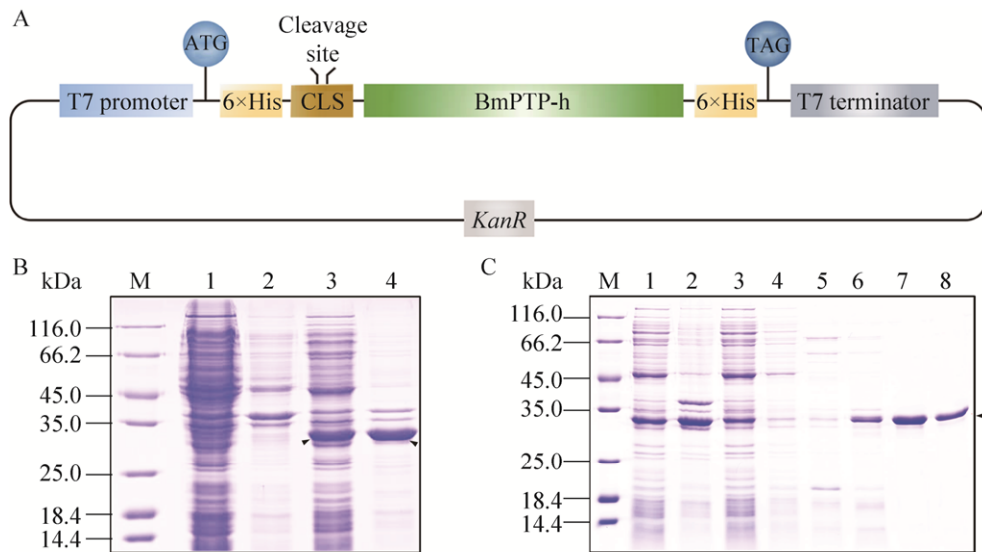 A
Cleavage
site
ATG
TAG
T7 promoter
6×His
CLS
BmPTP-h
6×His
T7 terminator
KanR
B
kDa
M
1
2
3
4
116.0
66.2
45.0
35.0
25.0
18.4
14.4
C
kDa
M
1
2
3
4
5
6
7
8
116.0
66.2
45.0
35.0
25.0
18.4
14.4